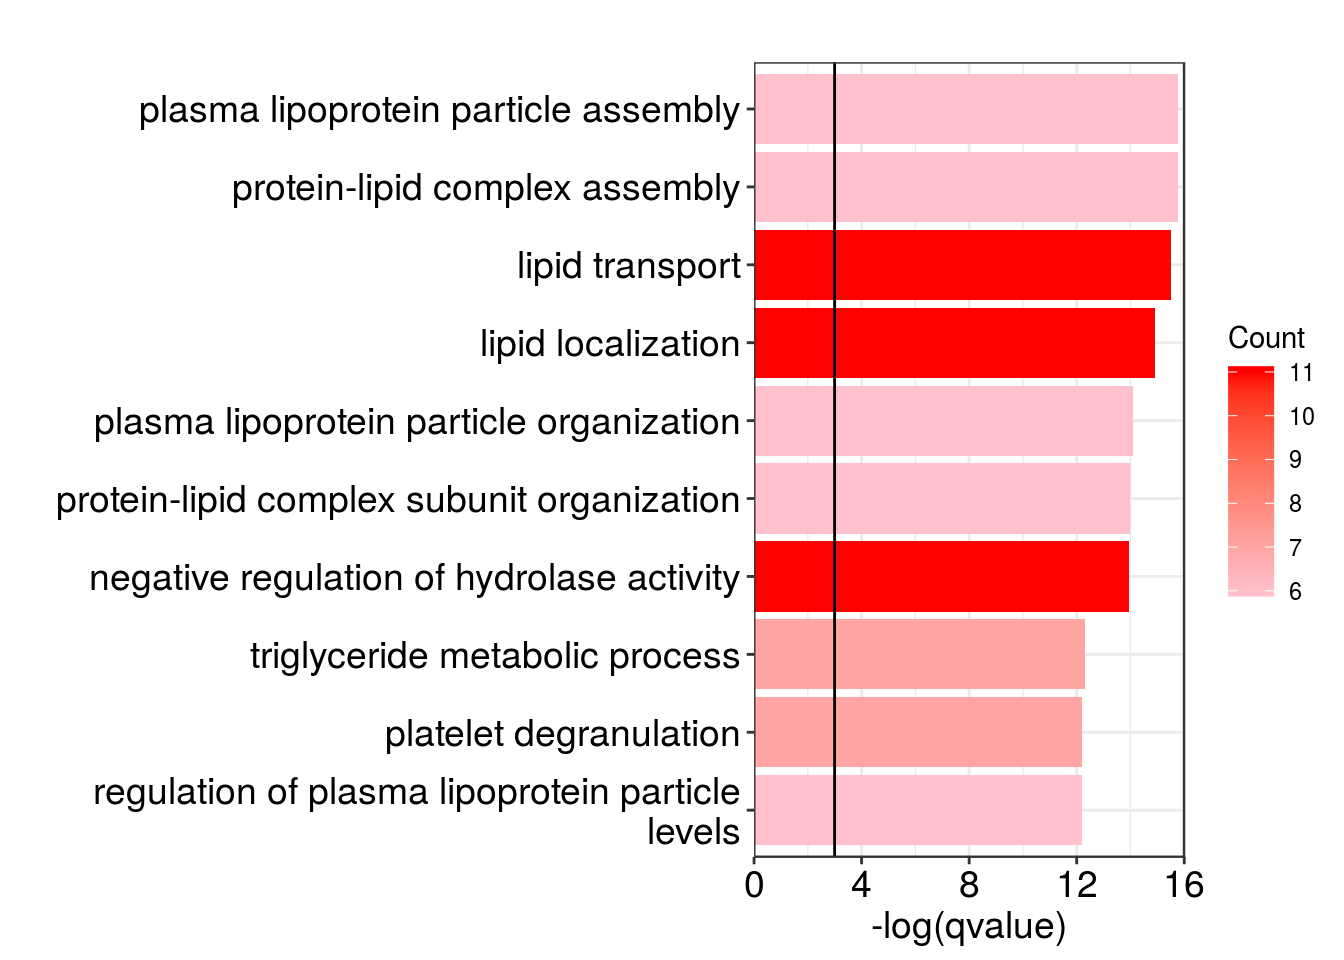 plasma lipoprotein particle assembly
protein-lipid complex assembly
lipid transport
lipid localization
plasma lipoprotein particle organization
protein-lipid complex subunit organization
negative regulation of hydrolase activity
triglyceride metabolic process
platelet degranulation
regulation of plasma lipoprotein particle
levels
0 4 8 12 16
-log(qvalue)
Count
11
10
9
8
7
6